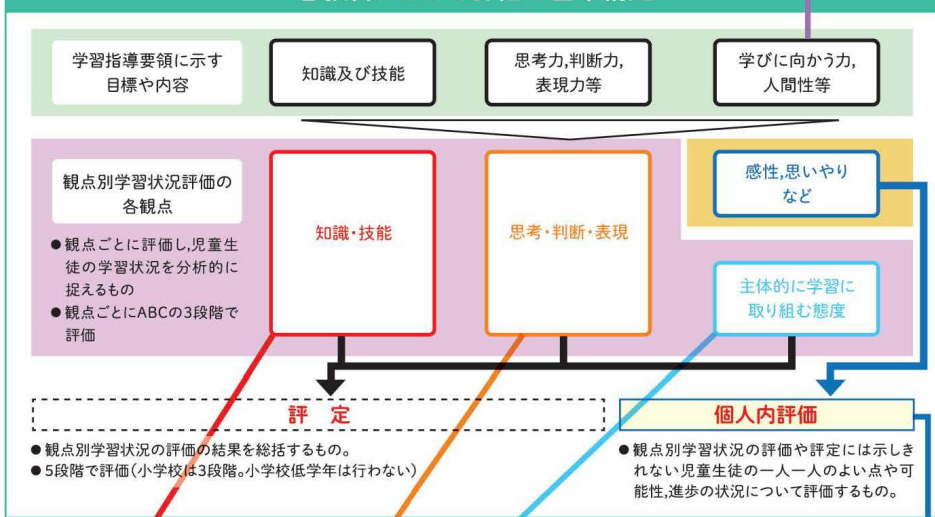 学習指導要領に示す
目標や内容
知識及び技能
思考力,判断力,
表現力等
学びに向かう力,
人間性等
観点別学習状況評価の
各観点
●観点ごとに評価し,児童生
徒の学習状況を分析的に
捉えるもの
●観点ごとにABCの3段階で
評価
知識・技能
思考・判断・表現
感性,思いやり
など
主体的に学習に
取り組む態度
評 定
●観点別学習状況の評価の結果を総括するもの。
●5段階で評価(小学校は3段階。小学校低学年は行わない)
個人内評価
●観点別学習状況の評価や評定には示しき
れない児童生徒の一人一人のよい点や可
能性,進歩の状況について評価するもの。